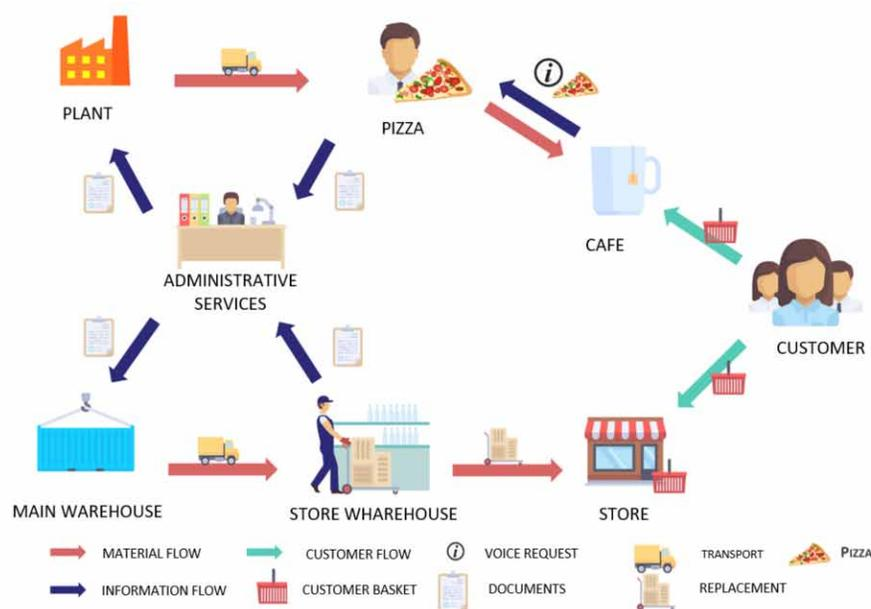 PLANT
PIZZA
CAFE
ADMINISTRATIVE
SERVICES
CUSTOMER
MAIN WAREHOUSE
STORE WHAREHOUSE
STORE
MATERIAL FLOW
CUSTOMER FLOW
i
VOICE REQUEST
TRANSPORT
PIZZA
INFORMATION FLOW
CUSTOMER BASKET
DOCUMENTS
REPLACEMENT